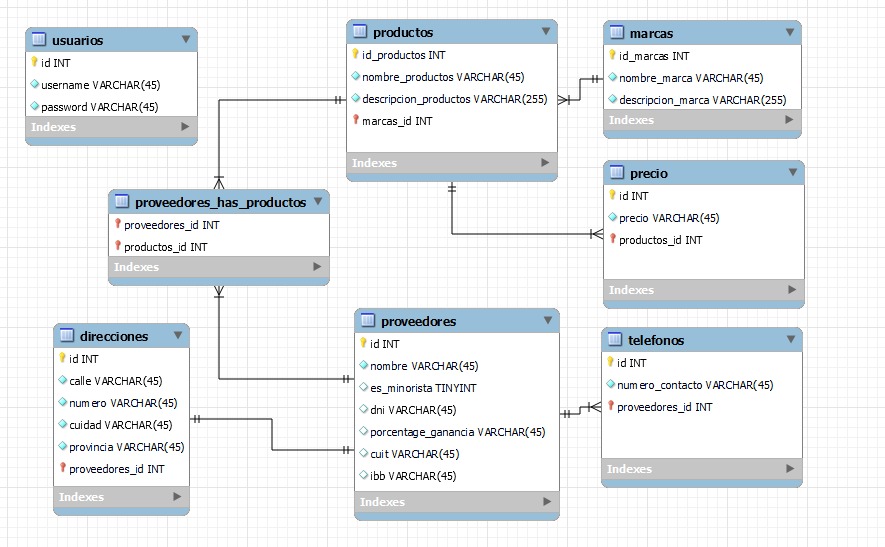 usuarios
id INT
username VARCHAR(45)
password VARCHAR(45)
Indexes
productos
id_productos INT
nombre_productos VARCHAR(45)
descripcion_productos VARCHAR(255)
marcas_id INT
Indexes
marcas
id_marcas INT
nombre_marca VARCHAR(45)
descripcion_marca VARCHAR(255)
Indexes
precio
id INT
precio VARCHAR(45)
productos_id INT
Indexes
proveedores_has_productos
proveedores_id INT
productos_id INT
Indexes
direcciones
id INT
calle VARCHAR(45)
numero VARCHAR(45)
cuidad VARCHAR(45)
provincia VARCHAR(45)
proveedores_id INT
Indexes
proveedores
id INT
nombre VARCHAR(45)
es_minorista TINYINT
dni VARCHAR(45)
porcentage_ganancia VARCHAR(45)
cuit VARCHAR(45)
ibb VARCHAR(45)
Indexes
telefonos
id INT
numero_contacto VARCHAR(45)
proveedores_id INT
Indexes